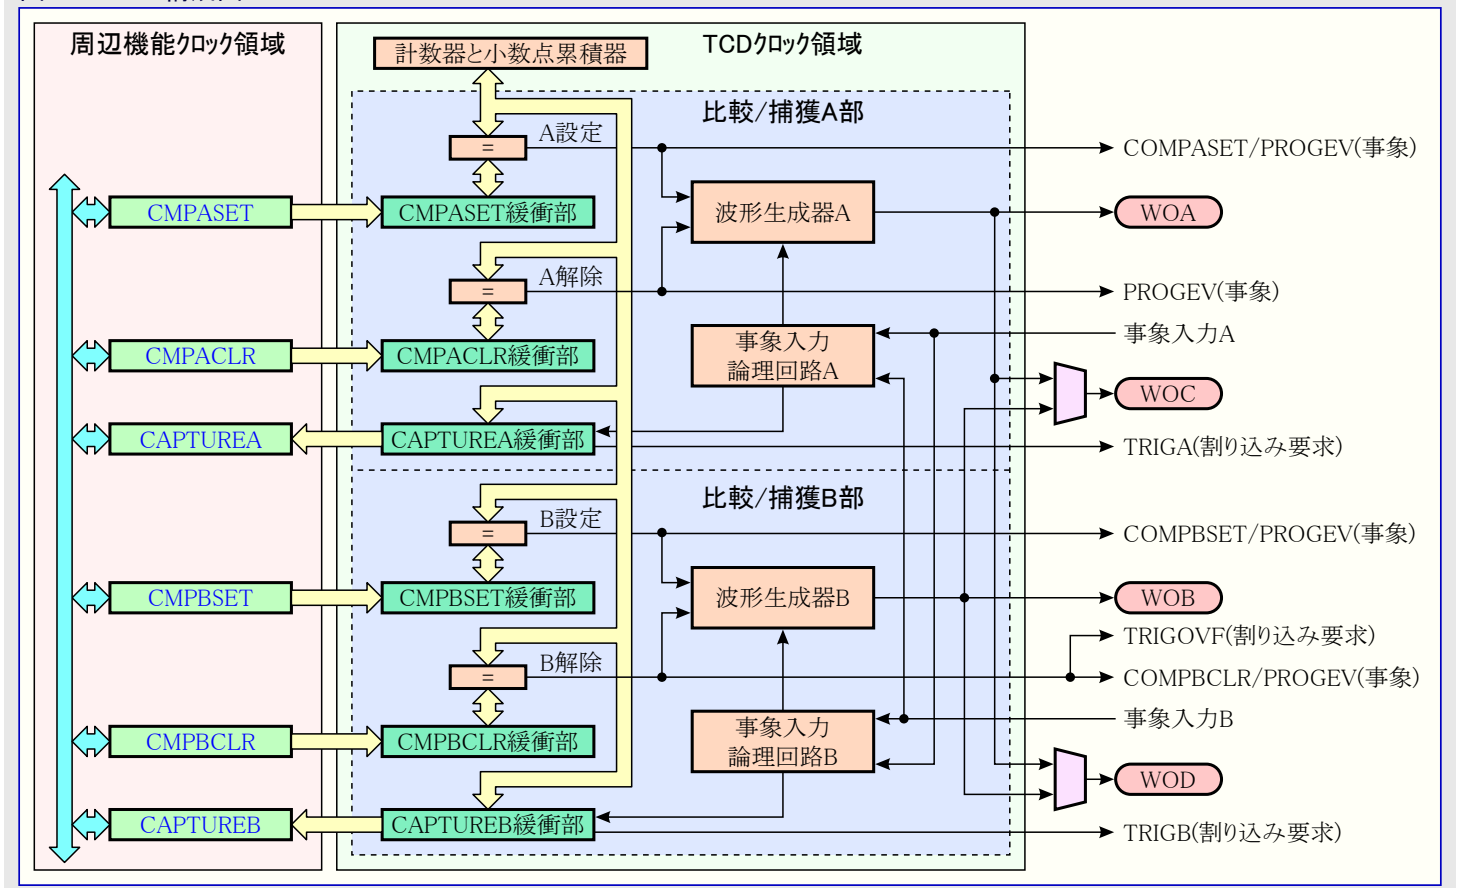 周辺機能クロック領域
TCDクロック領域
計数器と小数点累積器
比較/捕獲A部
=
A設定
COMPASET/PROGEV(事象)
CMPASET
CMPASET緩衝部
波形生成器A
WOA
=
A解除
PROGEV(事象)
CMPACLR
CMPACLR緩衝部
事象入力
論理回路A
事象入力A
WOC
CAPTUREA
CAPTUREA緩衝部
TRIGA(割り込み要求)
比較/捕獲B部
=
B設定
COMPBSET/PROGEV(事象)
CMPBSET
CMPBSET緩衝部
波形生成器B
WOB
TRIGOVF(割り込み要求)
=
B解除
COMPBCLR/PROGEV(事象)
CMPBCLR
CMPBCLR緩衝部
事象入力
論理回路B
事象入力B
WOD
CAPTUREB
CAPTUREB緩衝部
TRIGB(割り込み要求)